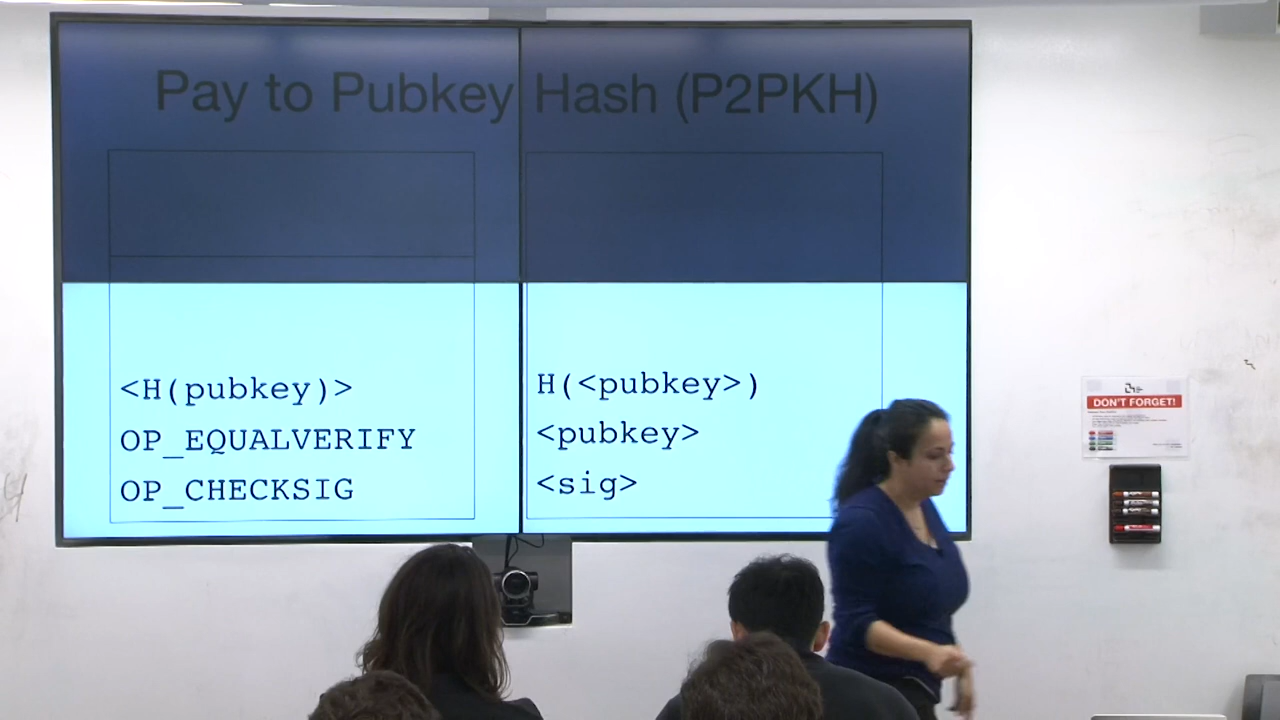 Pay to Pubkey Hash (P2PKH)
<H(pubkey)>
OP_EQUALVERIFY
OP_CHECKSIG
H(<pubkey>)
<pubkey>
<sig>
DON'T FORGET!